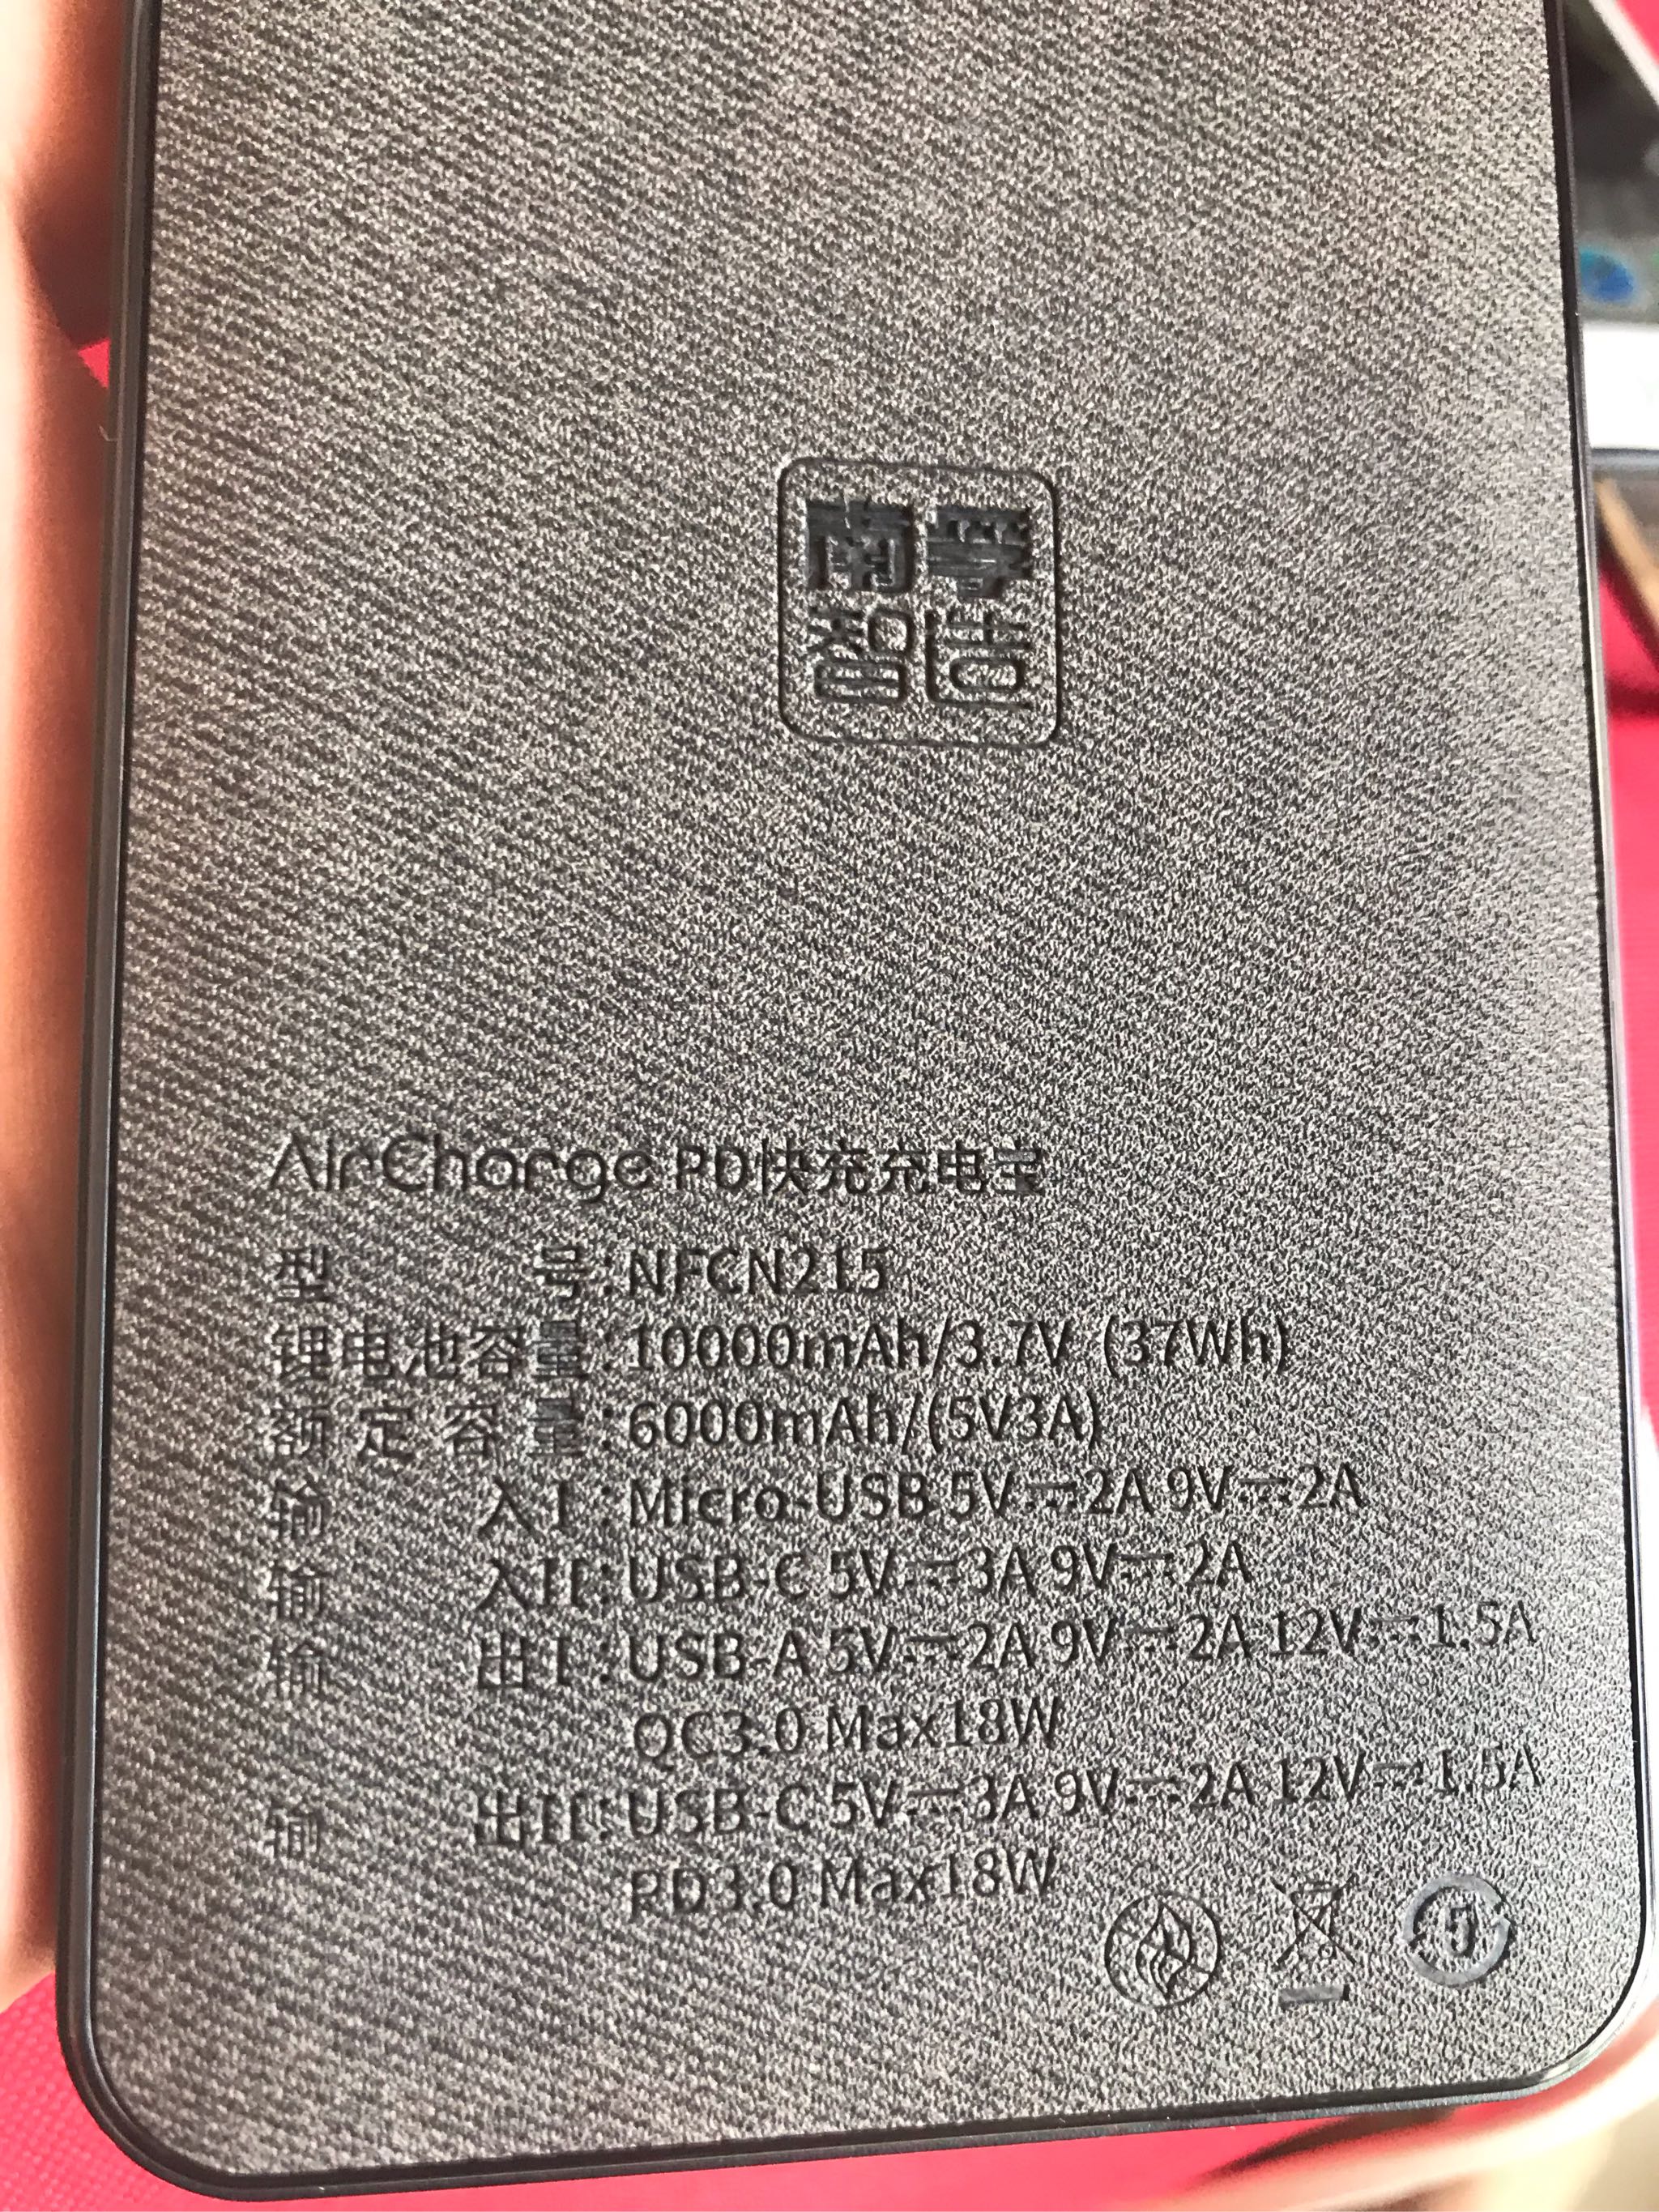 南孚
智造
AirCharge PD快充充电宝
型号:NFCN215
锂电池容量:10000mAh/3.7V (37Wh)
额定容量:6000mAh/(5V3A)
输入I:Micro-USB 5V⎓2A 9V⎓2A
输入II:USB-C 5V⎓3A 9V⎓2A
输出I:USB-A 5V⎓2A 9V⎓2A 12V⎓1.5A
QC3.0 Max18W
输出II:USB-C 5V⎓3A 9V⎓2A 12V⎓1.5A
PD3.0 Max18W
5